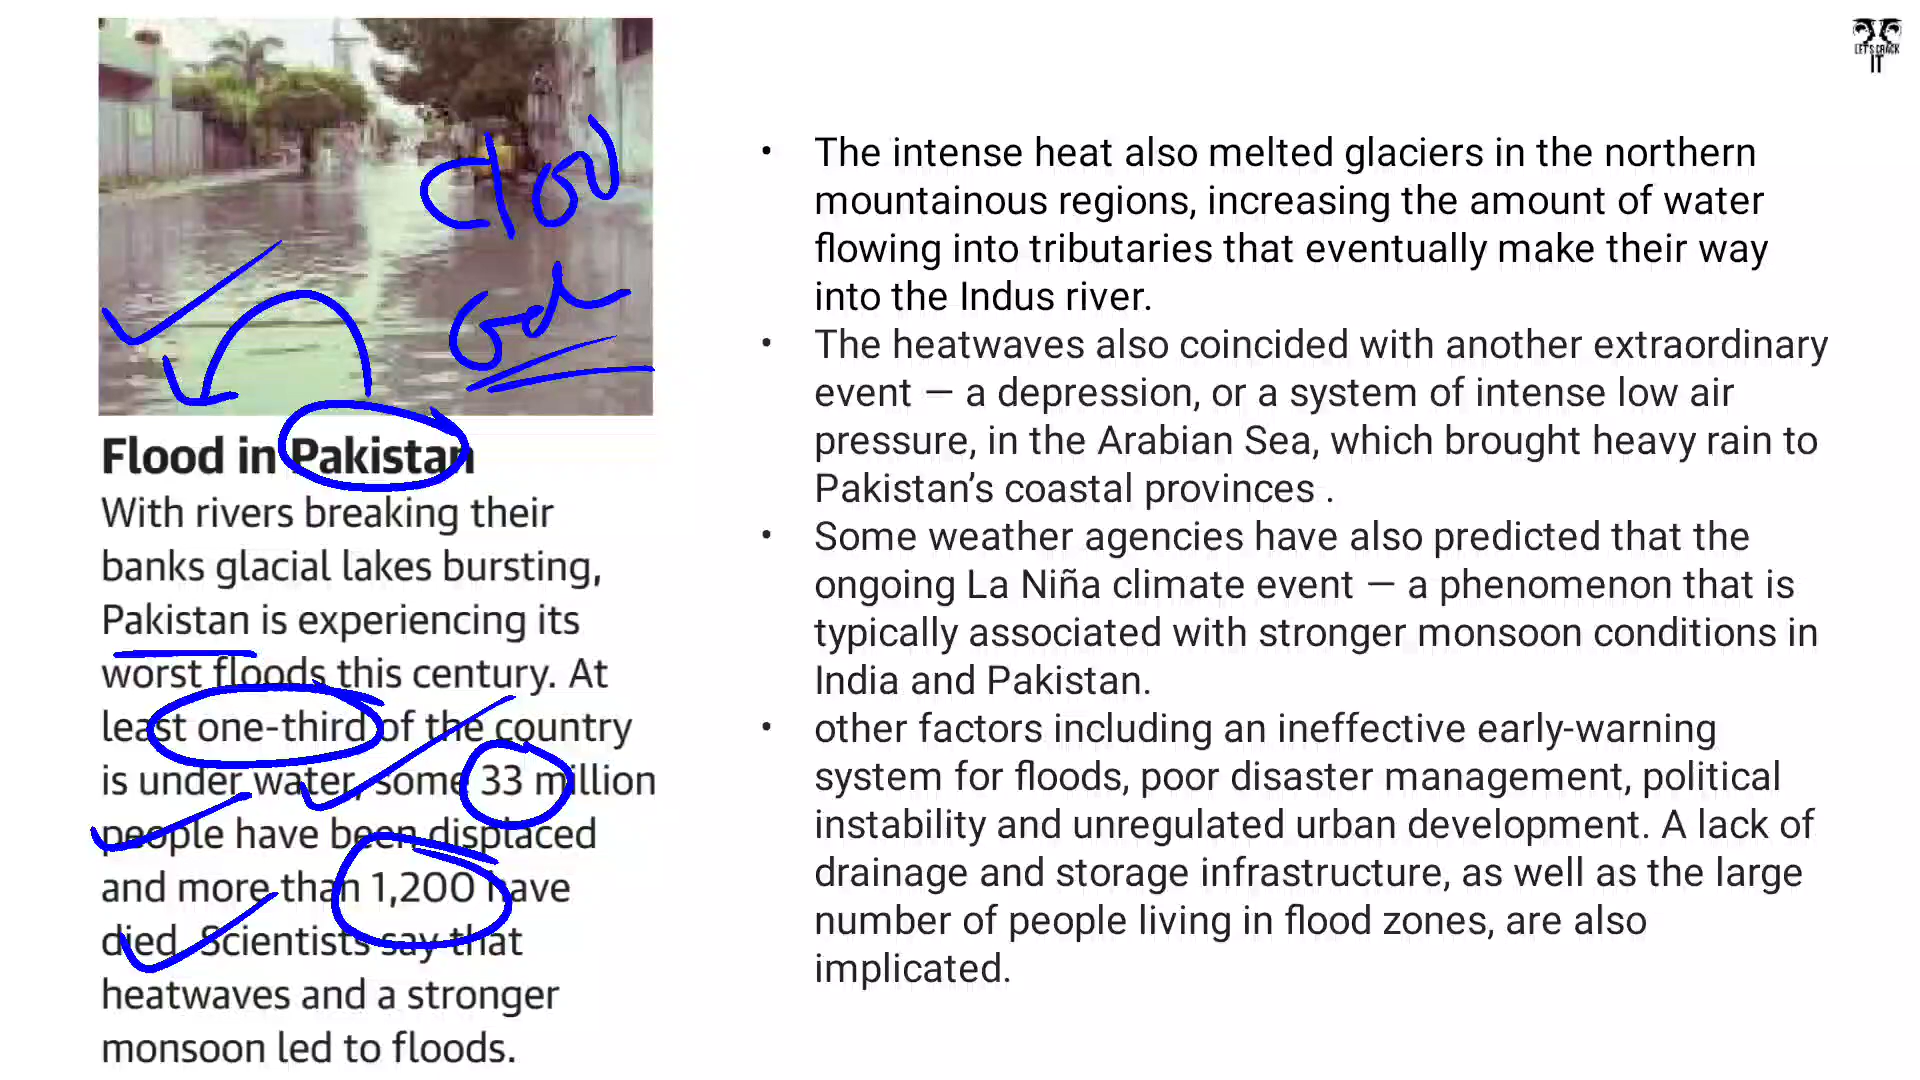 LET'S CRACK
IT
Flood in Pakistan
With rivers breaking their
banks glacial lakes bursting,
Pakistan is experiencing its
worst floods this century. At
least one-third of the country
is under water, some 33 million
people have been displaced
and more than 1,200 have
died. Scientists say that
heatwaves and a stronger
monsoon led to floods.
• The intense heat also melted glaciers in the northern
mountainous regions, increasing the amount of water
flowing into tributaries that eventually make their way
into the Indus river.
• The heatwaves also coincided with another extraordinary
event — a depression, or a system of intense low air
pressure, in the Arabian Sea, which brought heavy rain to
Pakistan’s coastal provinces .
• Some weather agencies have also predicted that the
ongoing La Niña climate event — a phenomenon that is
typically associated with stronger monsoon conditions in
India and Pakistan.
• other factors including an ineffective early-warning
system for floods, poor disaster management, political
instability and unregulated urban development. A lack of
drainage and storage infrastructure, as well as the large
number of people living in flood zones, are also
implicated.